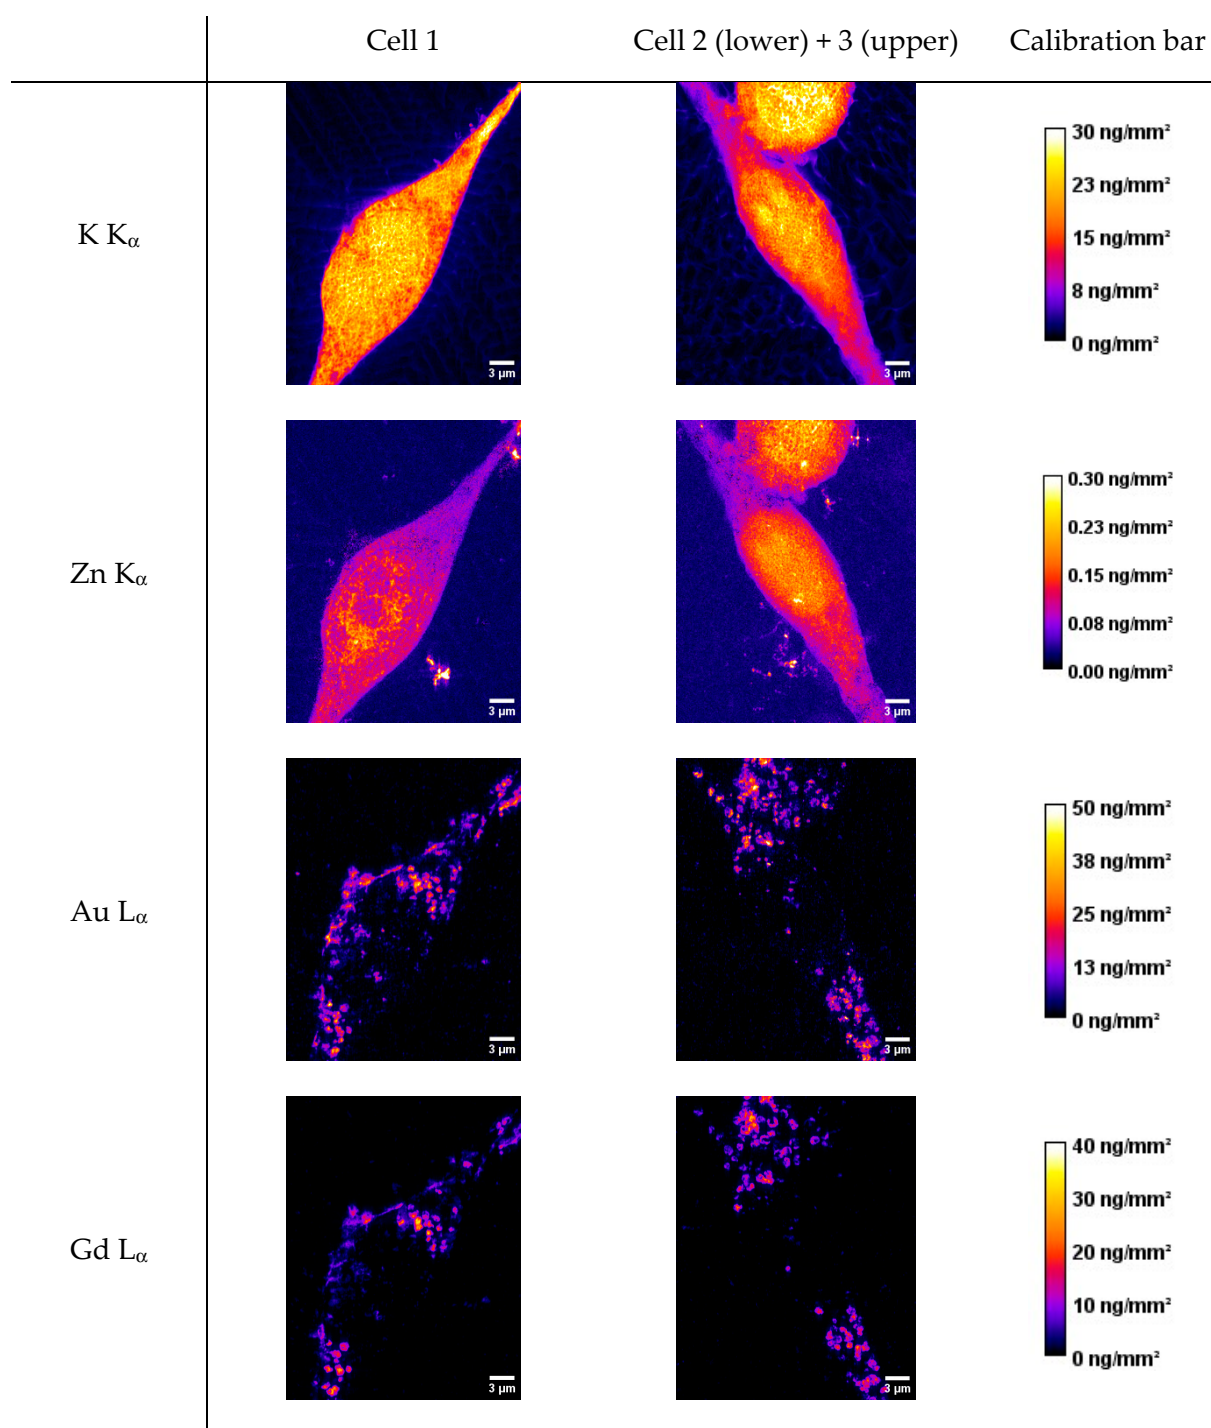 Cell 1 Cell 2 (lower) + 3 (upper) Calibration bar
K Kα
3 µm
3 µm
30 ng/mm²
23 ng/mm²
15 ng/mm²
8 ng/mm²
0 ng/mm²
Zn Kα
3 µm
3 µm
0.30 ng/mm²
0.23 ng/mm²
0.15 ng/mm²
0.08 ng/mm²
0.00 ng/mm²
Au Lα
3 µm
3 µm
50 ng/mm²
38 ng/mm²
25 ng/mm²
13 ng/mm²
0 ng/mm²
Gd Lα
3 µm
3 µm
40 ng/mm²
30 ng/mm²
20 ng/mm²
10 ng/mm²
0 ng/mm²